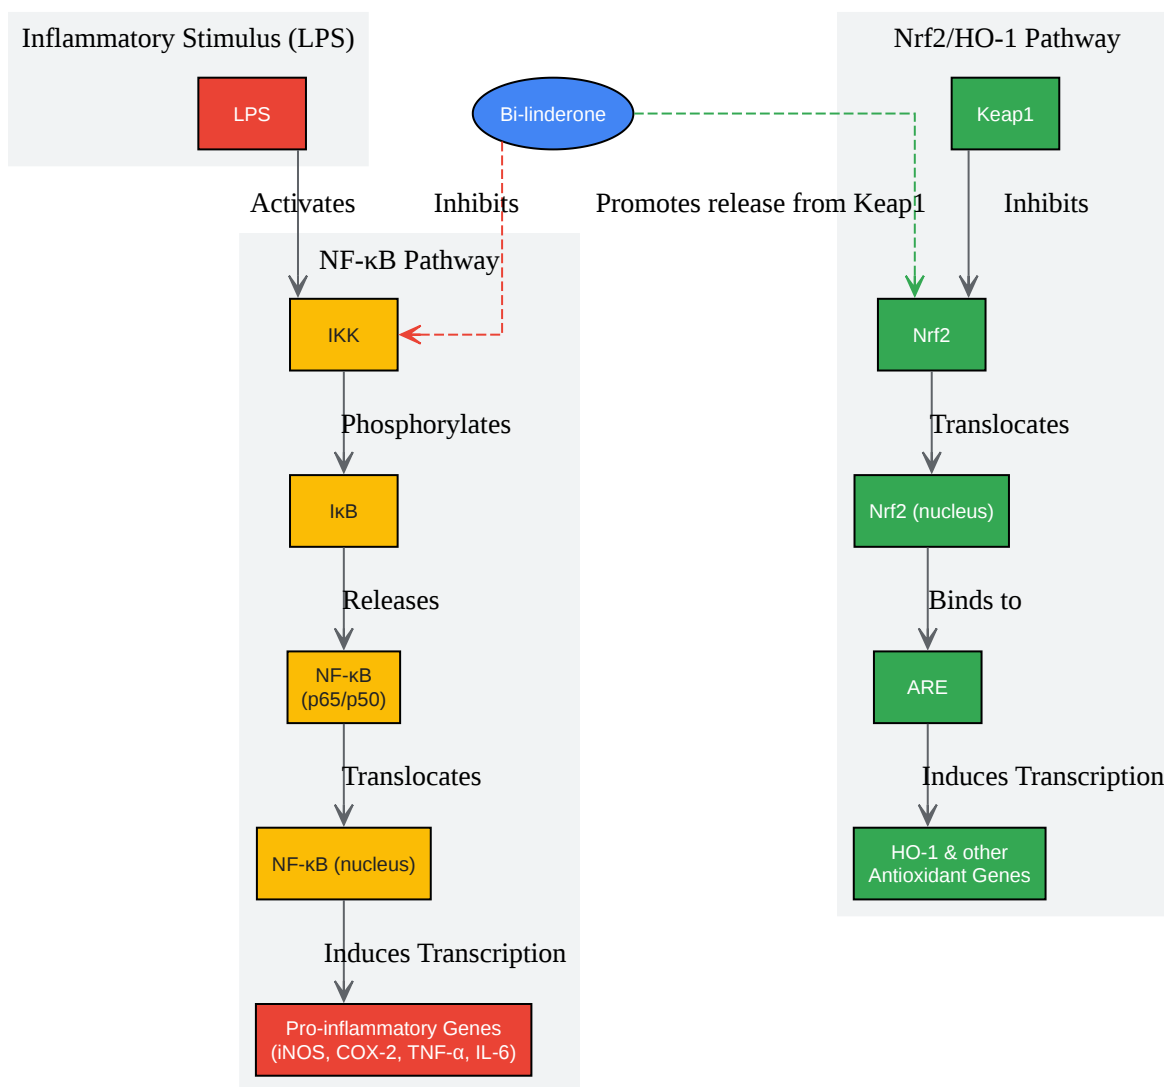 Inflammatory Stimulus (LPS)
Nrf2/HO-1 Pathway
LPS
Bi-linderone
Keap1
Activates
Inhibits
Promotes release from Keap1
Inhibits
NF-κB Pathway
IKK
Nrf2
Phosphorylates
Translocates
IκB
Nrf2 (nucleus)
Releases
Binds to
NF-κB
(p65/p50)
ARE
Translocates
Induces Transcription
NF-κB (nucleus)
HO-1 & other
Antioxidant Genes
Induces Transcription
Pro-inflammatory Genes
(iNOS, COX-2, TNF-α, IL-6)